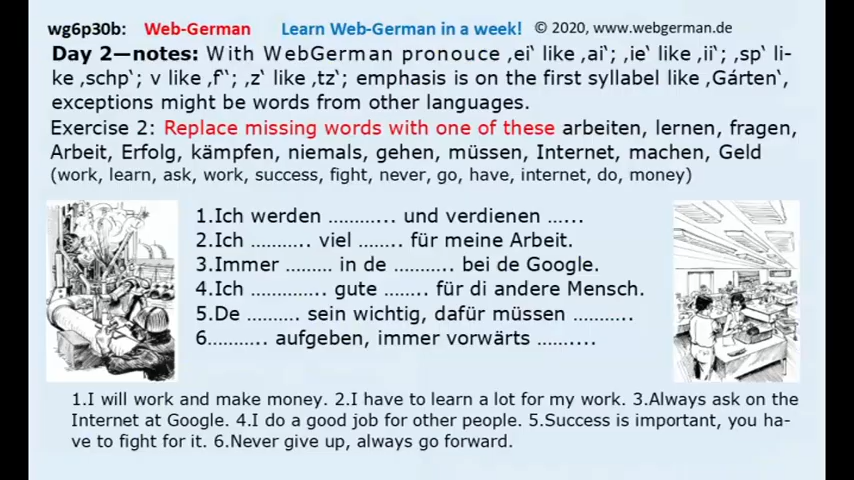 wg6p30b: Web-German Learn Web-German in a week! © 2020, www.webgerman.de
Day 2—notes: With WebGerman pronouce ‚ei‘ like ‚ai‘; ‚ie‘ like ‚ii‘; ‚sp‘ li-
ke ‚schp‘; v like ‚f‘‘; ‚z‘ like ‚tz‘; emphasis is on the first syllabel like ‚Gárten‘,
exceptions might be words from other languages.
Exercise 2: Replace missing words with one of these arbeiten, lernen, fragen,
Arbeit, Erfolg, kämpfen, niemals, gehen, müssen, Internet, machen, Geld
(work, learn, ask, work, success, fight, never, go, have, internet, do, money)
1.Ich werden ........... und verdienen ......
2.Ich .......... viel ........ für meine Arbeit.
3.Immer ......... in de ........... bei de Google.
4.Ich .............. gute ........ für di andere Mensch.
5.De .......... sein wichtig, dafür müssen ...........
6........... aufgeben, immer vorwärts ..........
1.I will work and make money. 2.I have to learn a lot for my work. 3.Always ask on the
Internet at Google. 4.I do a good job for other people. 5.Success is important, you ha-
ve to fight for it. 6.Never give up, always go forward.